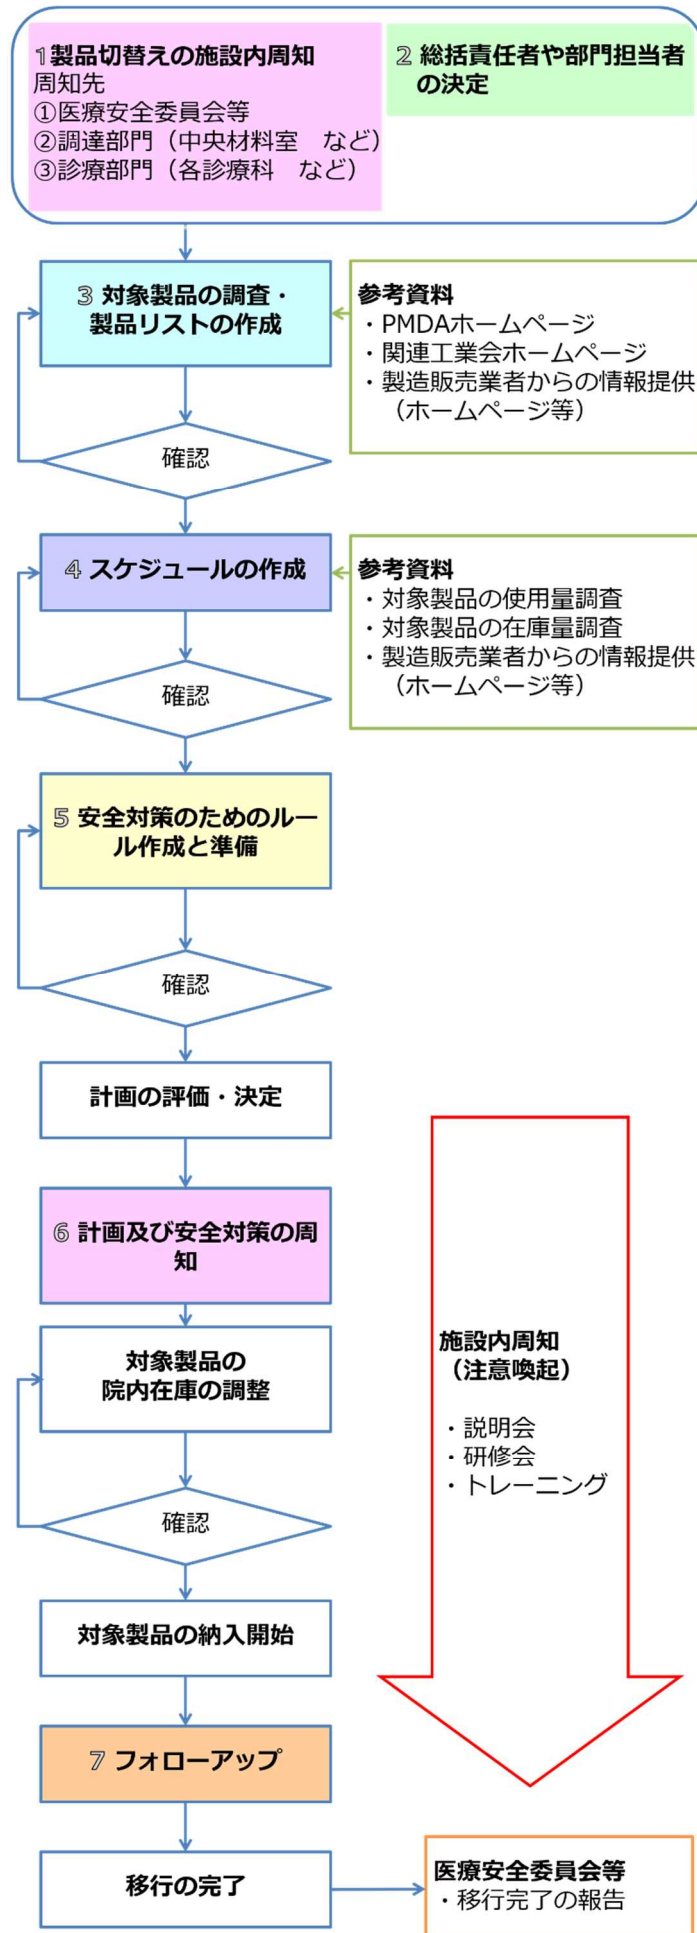 1製品切替えの施設内周知
周知先
①医療安全委員会等
②調達部門（中央材料室　など）
③診療部門（各診療科　など）
2 総括責任者や部門担当者
の決定
3 対象製品の調査・
製品リストの作成
参考資料
・PMDAホームページ
・関連工業会ホームページ
・製造販売業者からの情報提供
（ホームページ等）
確認
4 スケジュールの作成
参考資料
・対象製品の使用量調査
・対象製品の在庫量調査
・製造販売業者からの情報提供
（ホームページ等）
確認
5 安全対策のためのルー
ル作成と準備
確認
計画の評価・決定
6 計画及び安全対策の周
知
対象製品の
院内在庫の調整
確認
施設内周知
（注意喚起）
・説明会
・研修会
・トレーニング
対象製品の納入開始
7 フォローアップ
移行の完了
医療安全委員会等
・移行完了の報告